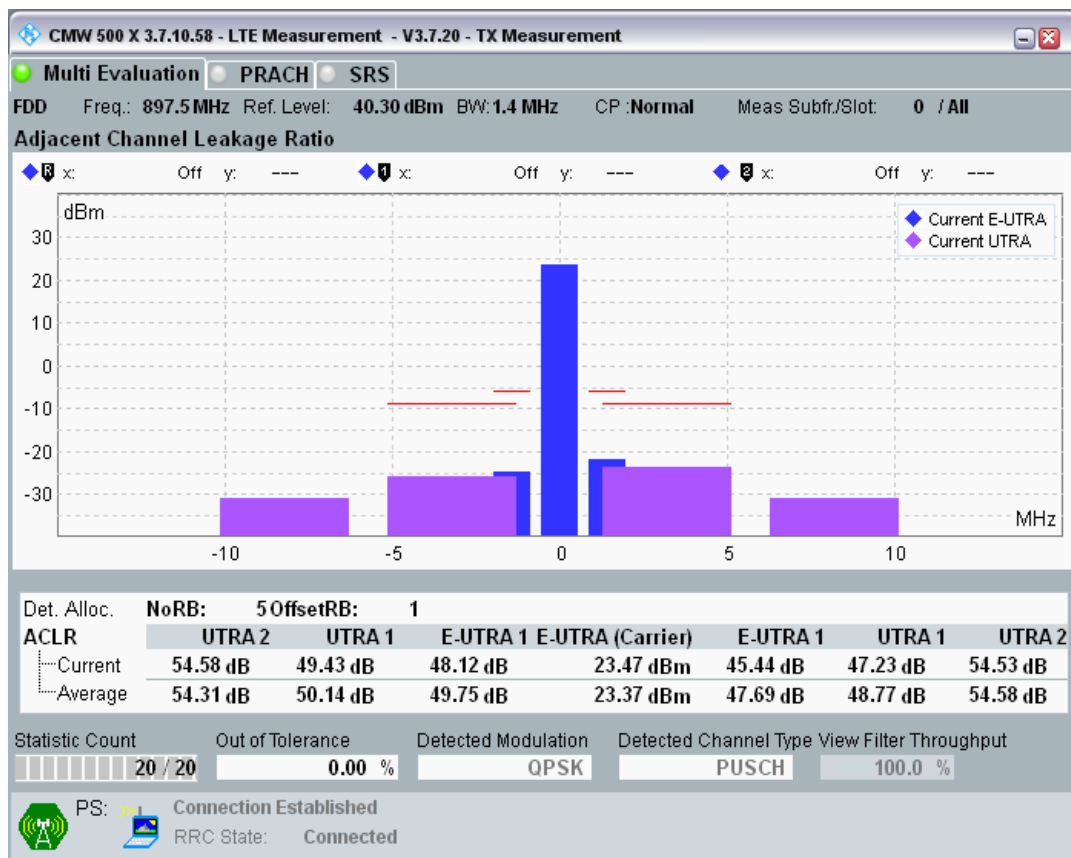 CMW 500 X 3.7.10.58 - LTE Measurement - V3.7.20 - TX Measurement
Multi Evaluation PRACH SRS
FDD Freq.: 897.5 MHz Ref. Level: 40.30 dBm BW: 1.4 MHz CP :Normal Meas Subfr./Slot: 0 / All
Adjacent Channel Leakage Ratio
R x: Off y: --- 1 x: Off y: --- 2 x: Off y: ---
dBm
Current E-UTRA
Current UTRA
30
20
10
0
-10
-20
-30
MHz
-10 -5 0 5 10
Det. Alloc. NoRB: 5 OffsetRB: 1
ACLR UTRA 2 UTRA 1 E-UTRA 1 E-UTRA (Carrier) E-UTRA 1 UTRA 1 UTRA 2
Current 54.58 dB 49.43 dB 48.12 dB 23.47 dBm 45.44 dB 47.23 dB 54.53 dB
Average 54.31 dB 50.14 dB 49.75 dB 23.37 dBm 47.69 dB 48.77 dB 54.58 dB
Statistic Count Out of Tolerance Detected Modulation Detected Channel Type View Filter Throughput
20 / 20 0.00 % QPSK PUSCH 100.0 %
PS: Connection Established
RRC State: Connected